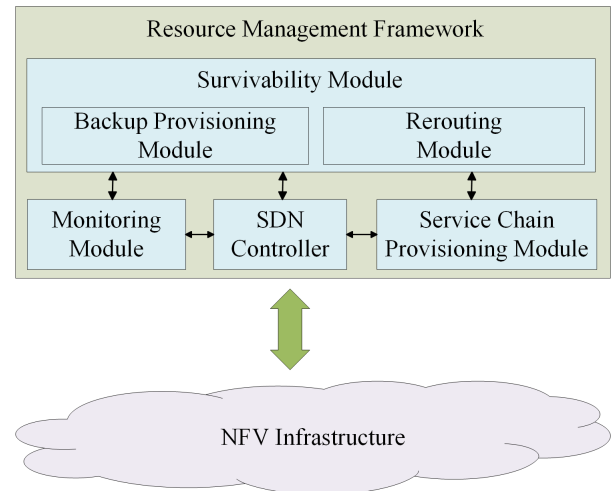 Resource Management Framework
Survivability Module
Backup Provisioning
Module
Rerouting
Module
Monitoring
Module
SDN
Controller
Service Chain
Provisioning Module
NFV Infrastructure